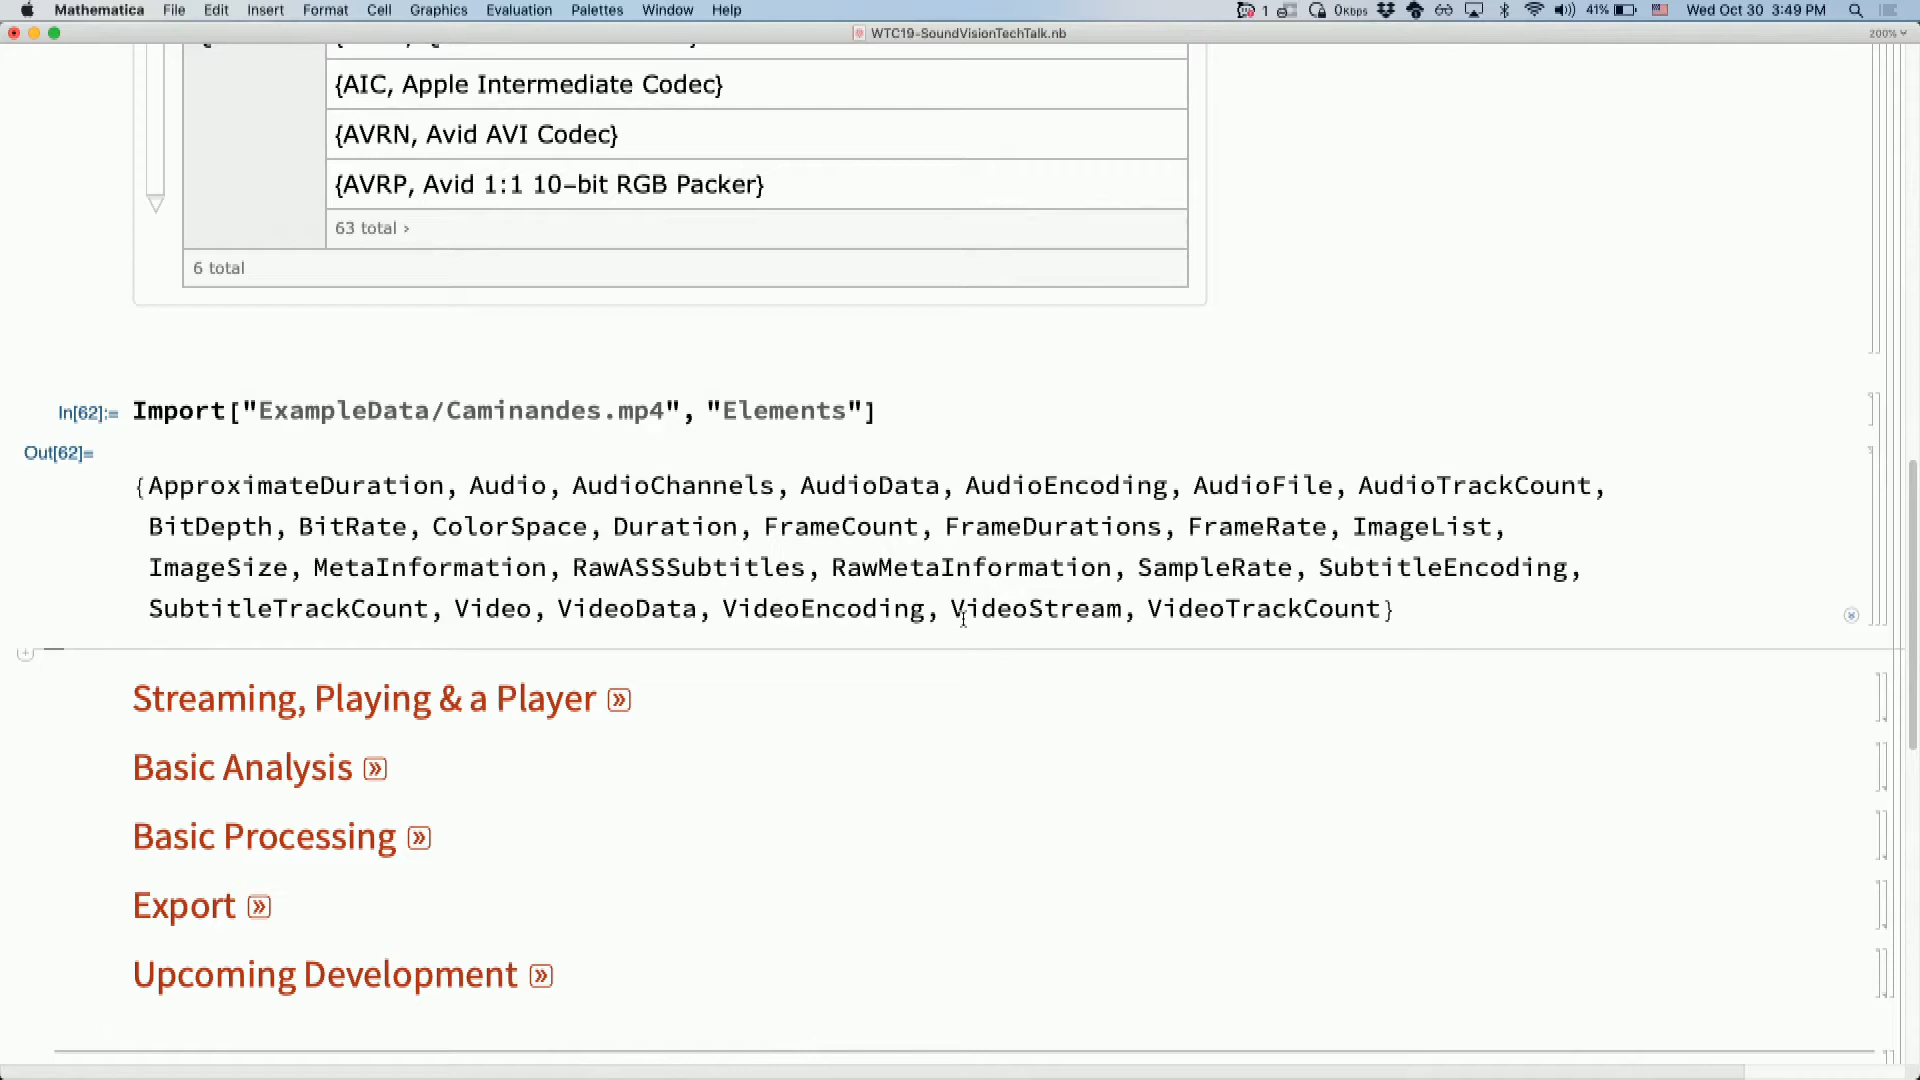 Mathematica File Edit Insert Format Cell Graphics Evaluation Palettes Window Help 1 0Kbps 41% Wed Oct 30 3:49 PM
WTC19-SoundVisionTechTalk.nb 200%
{AIC, Apple Intermediate Codec}
{AVRN, Avid AVI Codec}
{AVRP, Avid 1:1 10-bit RGB Packer}
63 total ›
6 total
In[62]:= Import["ExampleData/Caminandes.mp4", "Elements"]
Out[62]=
{ApproximateDuration, Audio, AudioChannels, AudioData, AudioEncoding, AudioFile, AudioTrackCount,
BitDepth, BitRate, ColorSpace, Duration, FrameCount, FrameDurations, FrameRate, ImageList,
ImageSize, MetaInformation, RawASSSubtitles, RawMetaInformation, SampleRate, SubtitleEncoding,
SubtitleTrackCount, Video, VideoData, VideoEncoding, VideoStream, VideoTrackCount}
Streaming, Playing & a Player »
Basic Analysis »
Basic Processing »
Export »
Upcoming Development »